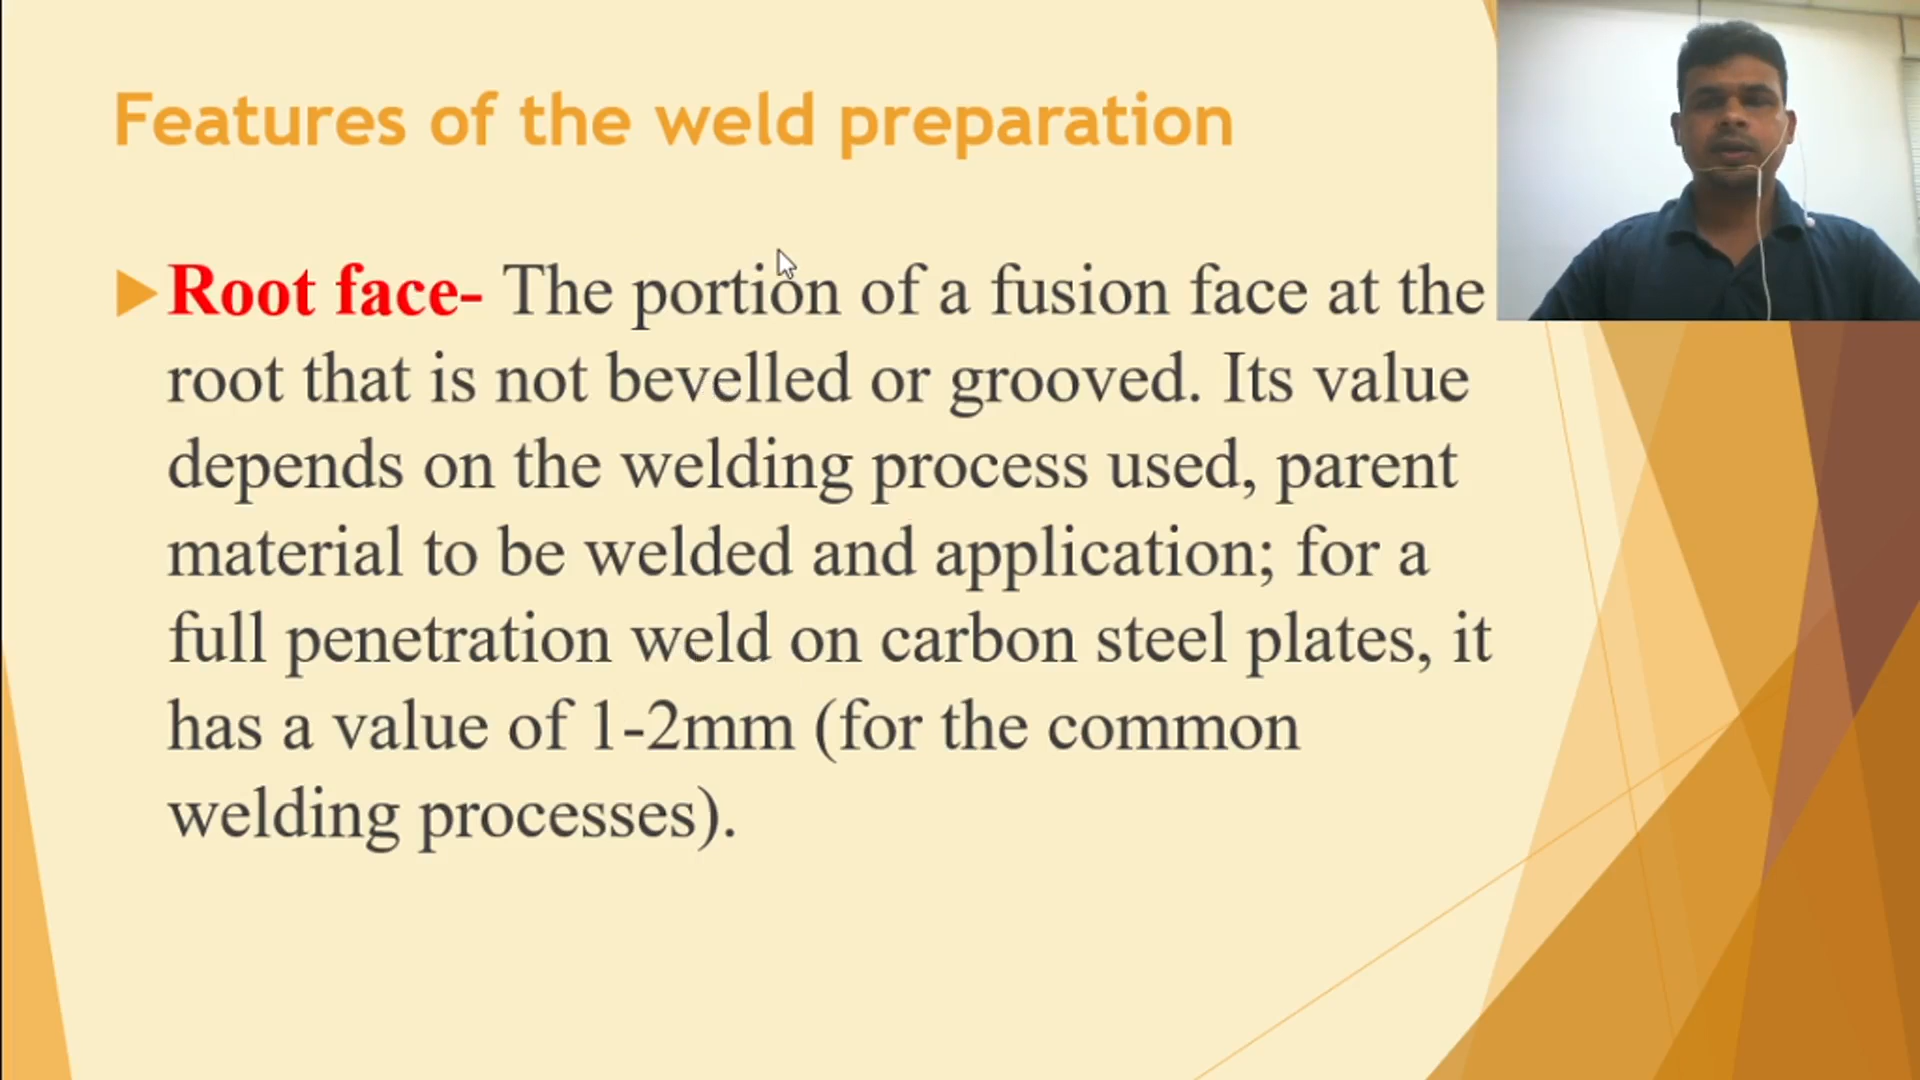 Features of the weld preparation
Root face- The portion of a fusion face at the
root that is not bevelled or grooved. Its value
depends on the welding process used, parent
material to be welded and application; for a
full penetration weld on carbon steel plates, it
has a value of 1-2mm (for the common
welding processes).